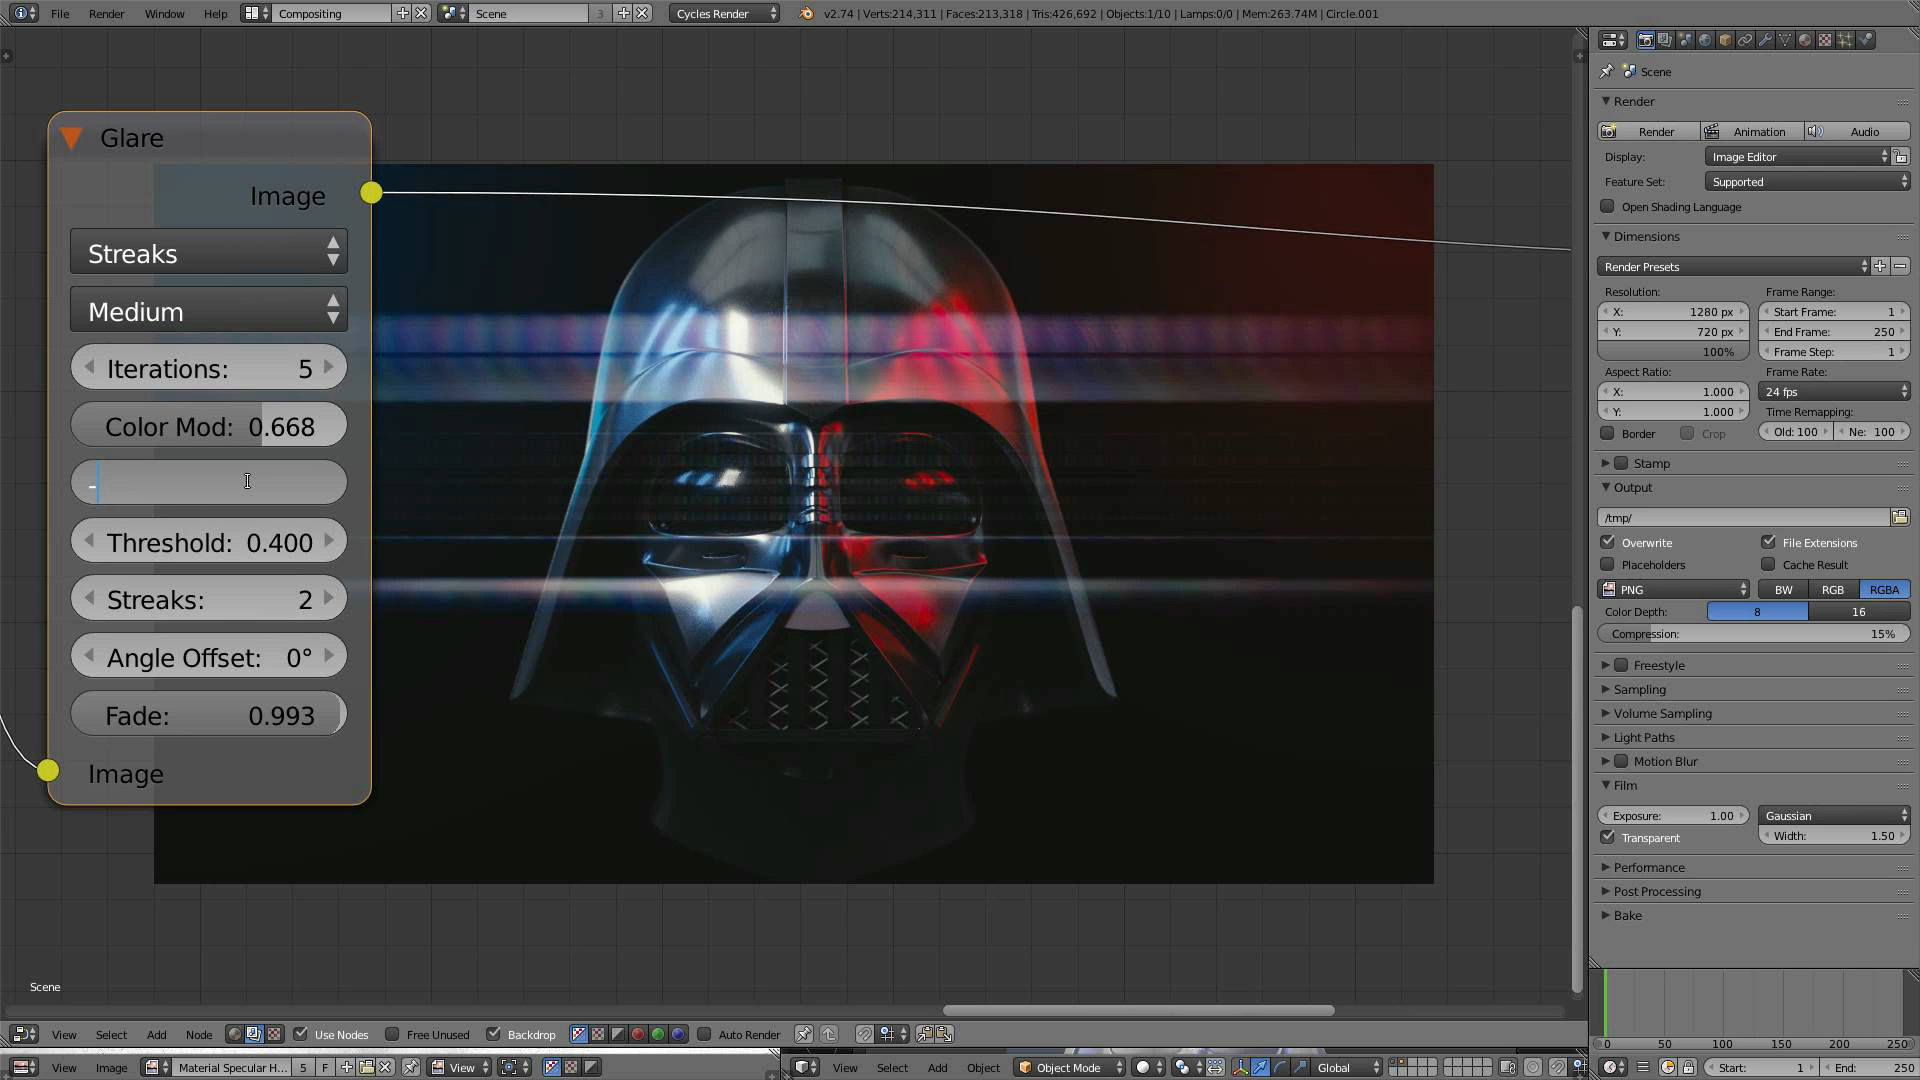 File Render Window Help Compositing Scene 3 Cycles Render v2.74 | Verts:214,311 | Faces:213,318 | Tris:426,692 | Objects:1/10 | Lamps:0/0 | Mem:263.74M | Circle.001
Glare
Image
Streaks
Medium
Iterations: 5
Color Mod: 0.668
-
Threshold: 0.400
Streaks: 2
Angle Offset: 0°
Fade: 0.993
Image
Scene
Scene
Render
Render Animation Audio
Display: Image Editor
Feature Set: Supported
Open Shading Language
Dimensions
Render Presets
Resolution: Frame Range:
X: 1280 px Start Frame: 1
Y: 720 px End Frame: 250
100% Frame Step: 1
Aspect Ratio: Frame Rate:
X: 1.000 24 fps
Y: 1.000 Time Remapping:
Border Crop Old: 100 Ne: 100
Stamp
Output
/tmp/
Overwrite File Extensions
Placeholders Cache Result
PNG BW RGB RGBA
Color Depth: 8 16
Compression: 15%
Freestyle
Sampling
Volume Sampling
Light Paths
Motion Blur
Film
Exposure: 1.00 Gaussian
Transparent Width: 1.50
Performance
Post Processing
Bake
0 50 100 150 200 250
View Select Add Node Use Nodes Free Unused Backdrop Auto Render
View Image Material Specular H... 5 F View
View Select Add Object Object Mode Global
Start: 1 End: 250